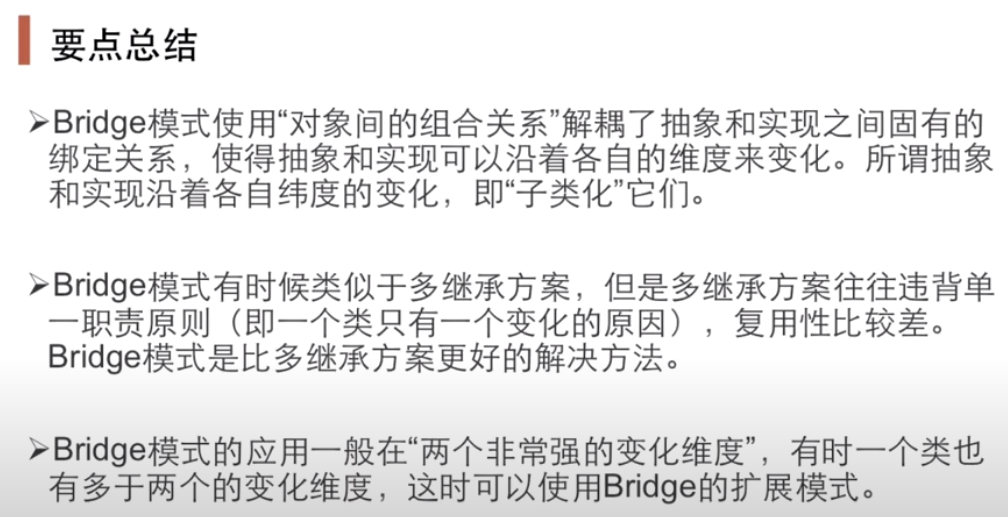 要点总结
➢Bridge模式使用“对象间的组合关系”解耦了抽象和实现之间固有的
绑定关系，使得抽象和实现可以沿着各自的维度来变化。所谓抽象
和实现沿着各自纬度的变化，即“子类化”它们。
➢Bridge模式有时候类似于多继承方案，但是多继承方案往往违背单
一职责原则（即一个类只有一个变化的原因），复用性比较差。
Bridge模式是比多继承方案更好的解决方法。
➢Bridge模式的应用一般在“两个非常强的变化维度”，有时一个类也
有多于两个的变化维度，这时可以使用Bridge的扩展模式。